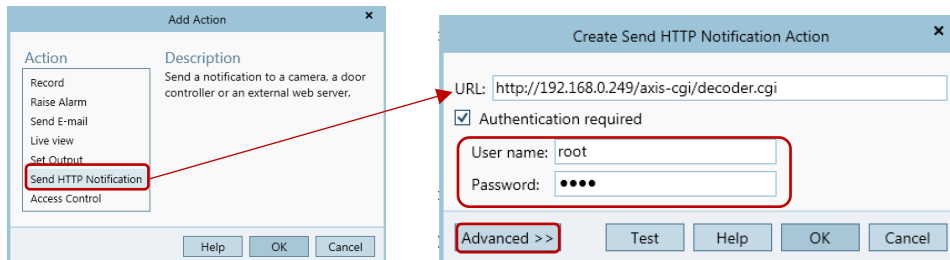 Add Action
×
Action
Record
Raise Alarm
Send E-mail
Live view
Set Output
Send HTTP Notification
Access Control
Description
Send a notification to a camera, a door
controller or an external web server.
Help
OK
Cancel
Create Send HTTP Notification Action
×
URL: http://192.168.0.249/axis-cgi/decoder.cgi
Authentication required
User name: root
Password: ●●●●
Advanced >>
Test
Help
OK
Cancel